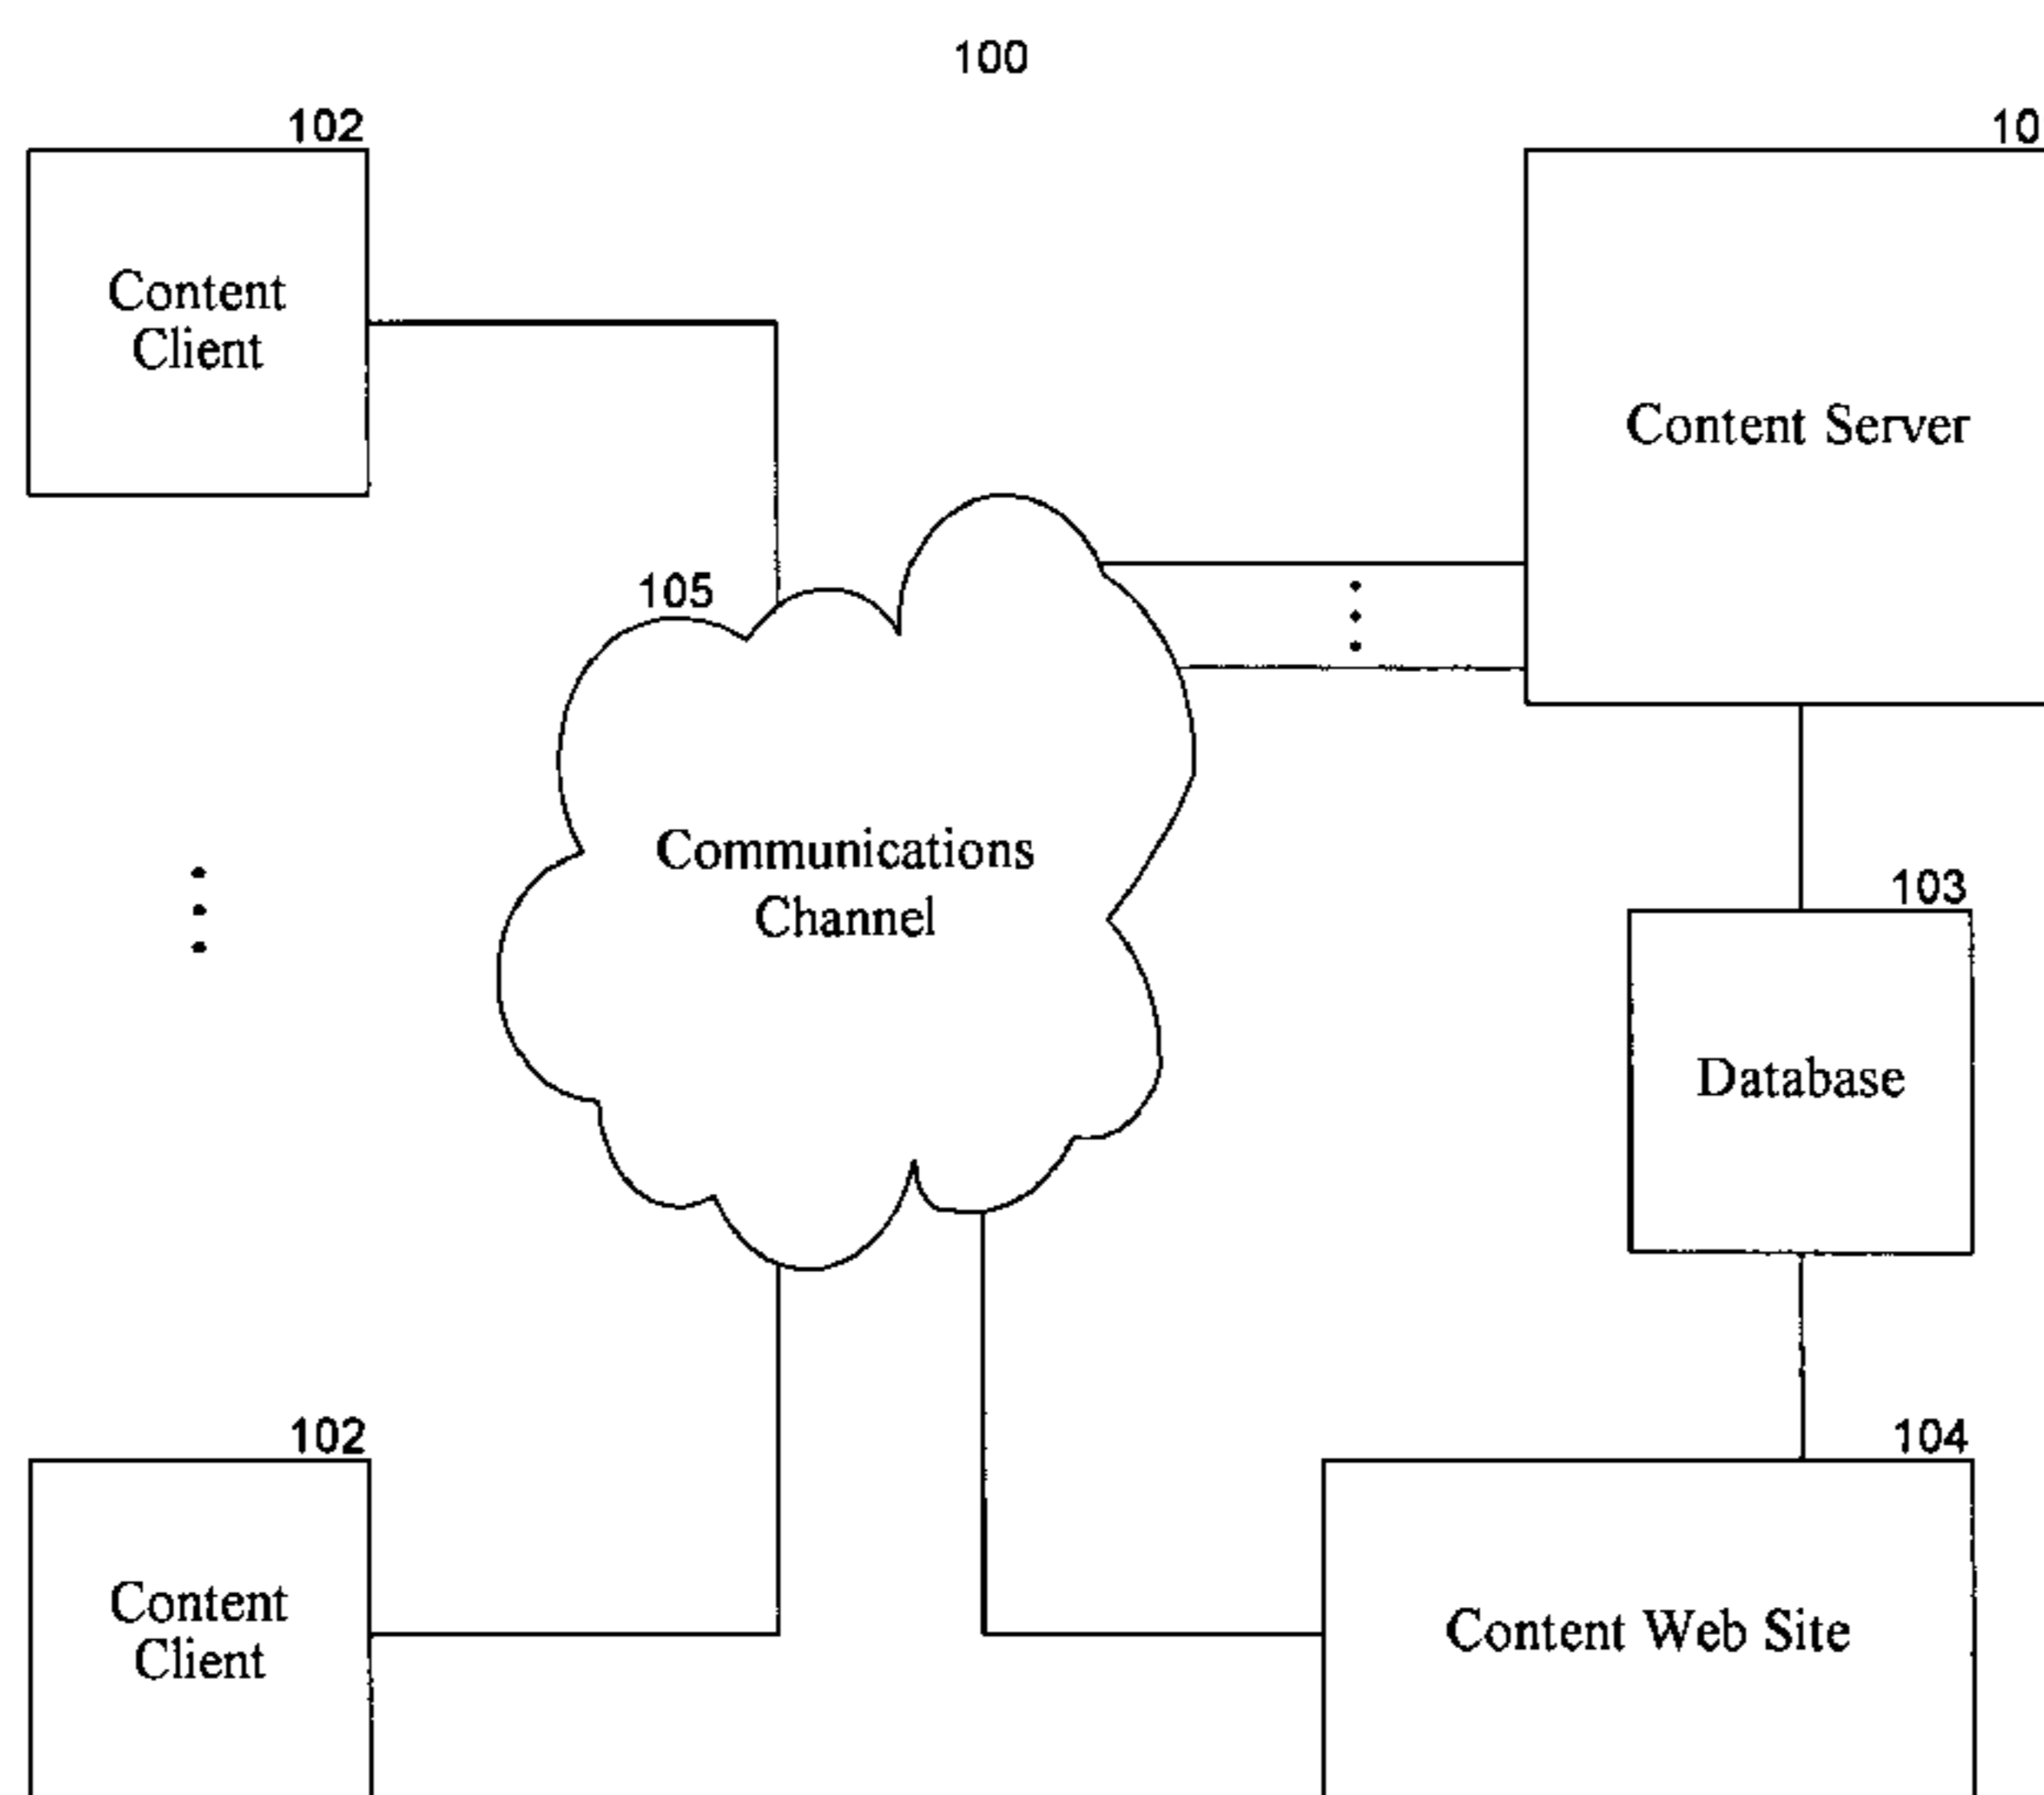 100
102
10
Content
Client
Content Server
105
Communications
Channel
103
Database
102
104
Content
Client
Content Web Site